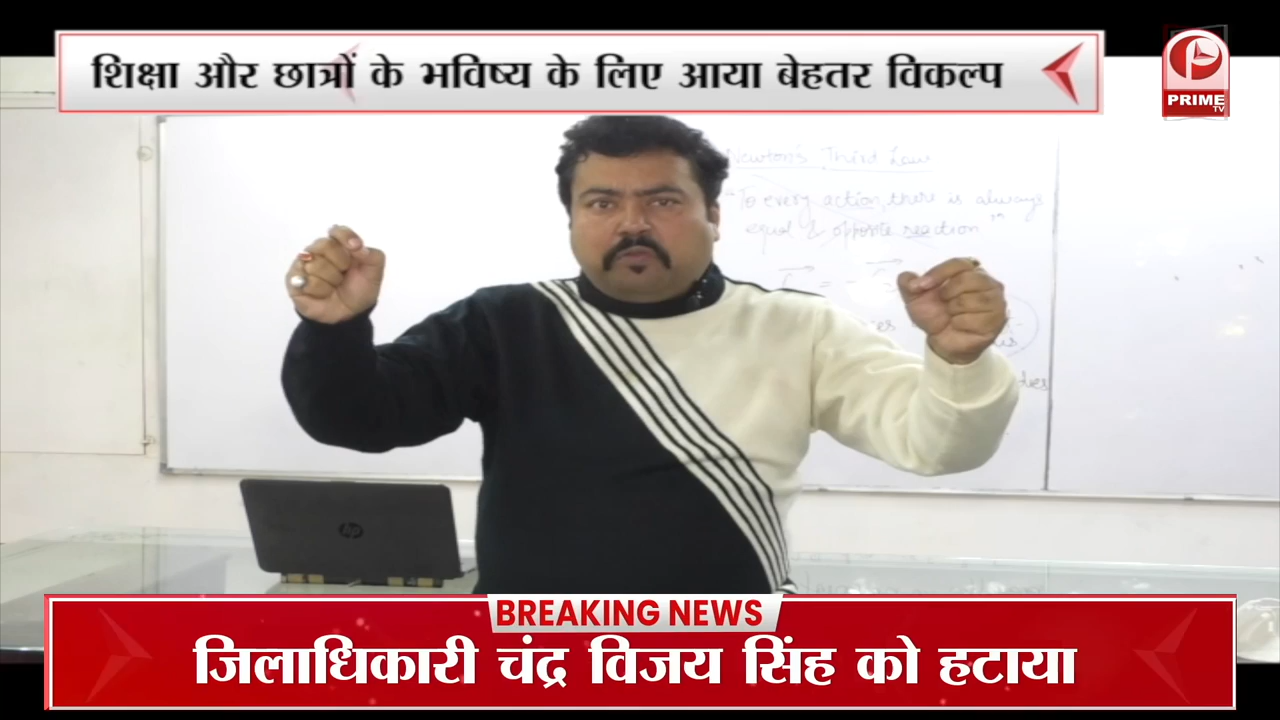 शिक्षा और छात्रों के भविष्य के लिए आया बेहतर विकल्प
PRIME
TV
Newton's Third Law
"To every action, there is always
equal & opposite reaction"
hp
BREAKING NEWS
जिलाधिकारी चंद्र विजय सिंह को हटाया